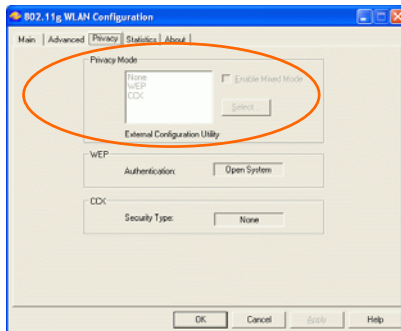 802.11g WLAN Configuration
Main Advanced Privacy Statistics About
Privacy Mode
None
WEP
CCX
Enable Mixed Mode
Select...
External Configuration Utility
WEP
Authentication: Open System
CCX
Security Type: None
OK Cancel Apply Help